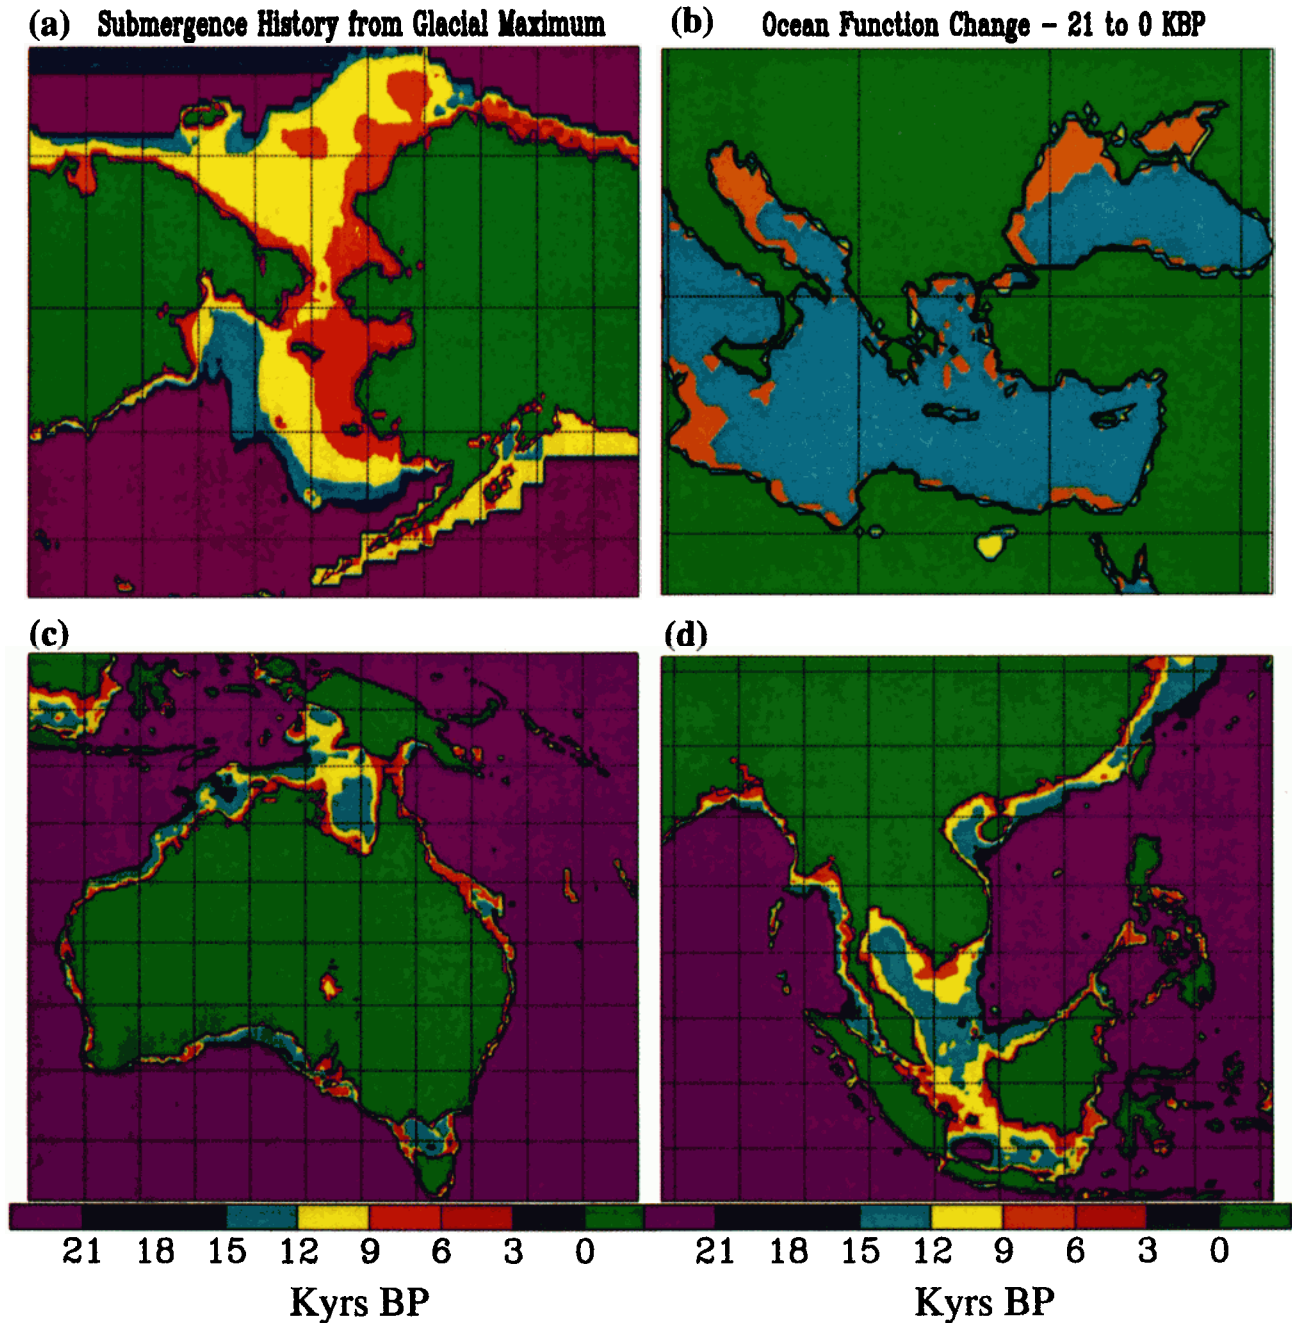 (a) Submergence History from Glacial Maximum
(b) Ocean Function Change - 21 to 0 KBP
(c)
(d)
21 18 15 12 9 6 3 0
21 18 15 12 9 6 3 0
Kyrs BP
Kyrs BP